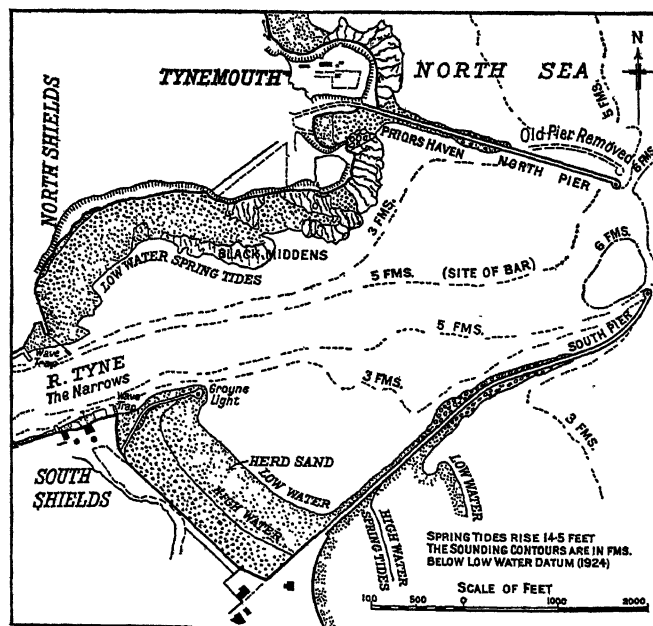 TYNEMOUTH
NORTH SEA
N
5 FMS.
Old Pier Removed
6 FMS.
PRIORS HAVEN
NORTH PIER
NORTH SHIELDS
3 FMS.
BLACK MIDDENS
LOW WATER SPRING TIDES
5 FMS.
(SITE OF BAR)
6 FMS.
5 FMS.
SOUTH PIER
Wave Trap
R. TYNE
The Narrows
3 FMS.
Groyne
Light
Wave Trap
3 FMS.
SOUTH
SHIELDS
HERD SAND
LOW WATER
HIGH WATER
LOW WATER
HIGH WATER
SPRING TIDES
SPRING TIDES RISE 14·5 FEET
THE SOUNDING CONTOURS ARE IN FMS.
BELOW LOW WATER DATUM (1924)
SCALE OF FEET
100 500 0 1000 2000